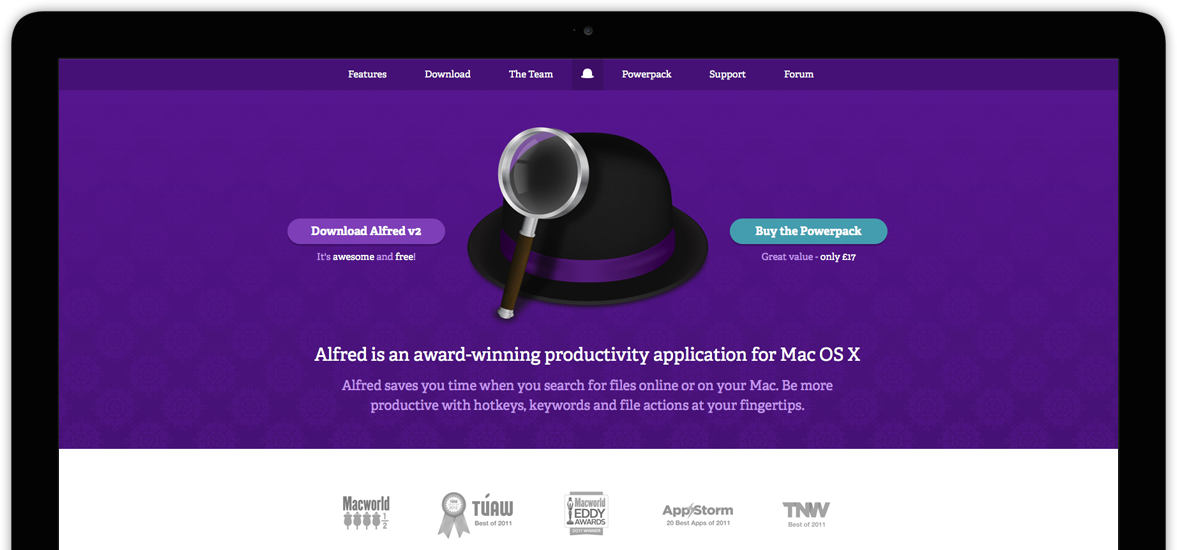 Features
Download
The Team
Powerpack
Support
Forum
Download Alfred v2
It's awesome and free!
Buy the Powerpack
Great value - only £17
Alfred is an award-winning productivity application for Mac OS X
Alfred saves you time when you search for files online or on your Mac. Be more
productive with hotkeys, keywords and file actions at your fingertips.
Macworld
1/2
TÚAW
Best of 2011
Macworld
EDDY
AWARDS
2011 WINNER
App Storm
20 Best Apps of 2011
TNW
Best of 2011